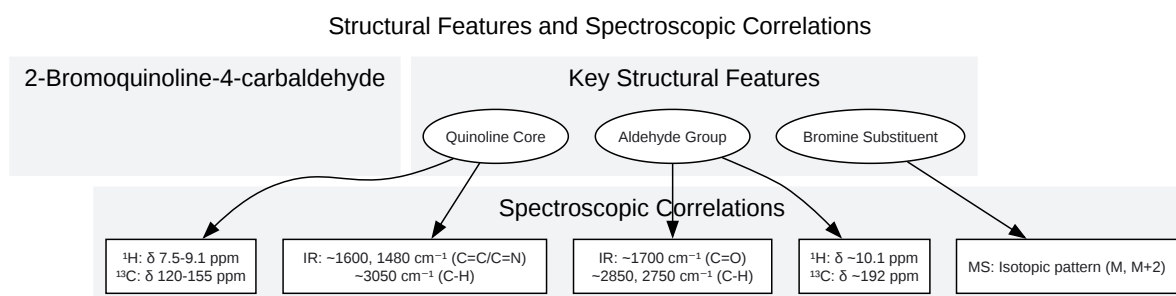 Structural Features and Spectroscopic Correlations
2-Bromoquinoline-4-carbaldehyde
Key Structural Features
Quinoline Core
Aldehyde Group
Bromine Substituent
Spectroscopic Correlations
¹H: δ 7.5-9.1 ppm
¹³C: δ 120-155 ppm
IR: ~1600, 1480 cm⁻¹ (C=C/C=N)
~3050 cm⁻¹ (C-H)
IR: ~1700 cm⁻¹ (C=O)
~2850, 2750 cm⁻¹ (C-H)
¹H: δ ~10.1 ppm
¹³C: δ ~192 ppm
MS: Isotopic pattern (M, M+2)